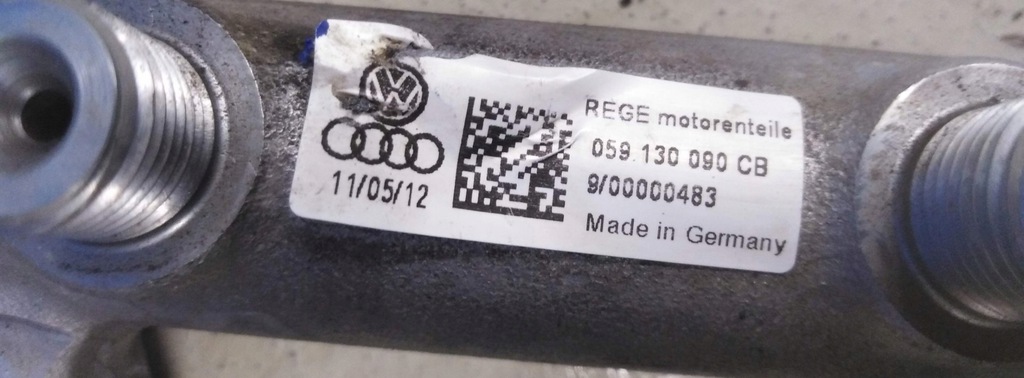 11/05/12
REGE motorenteile
059.130 090 CB
9/00000483
Made in Germany